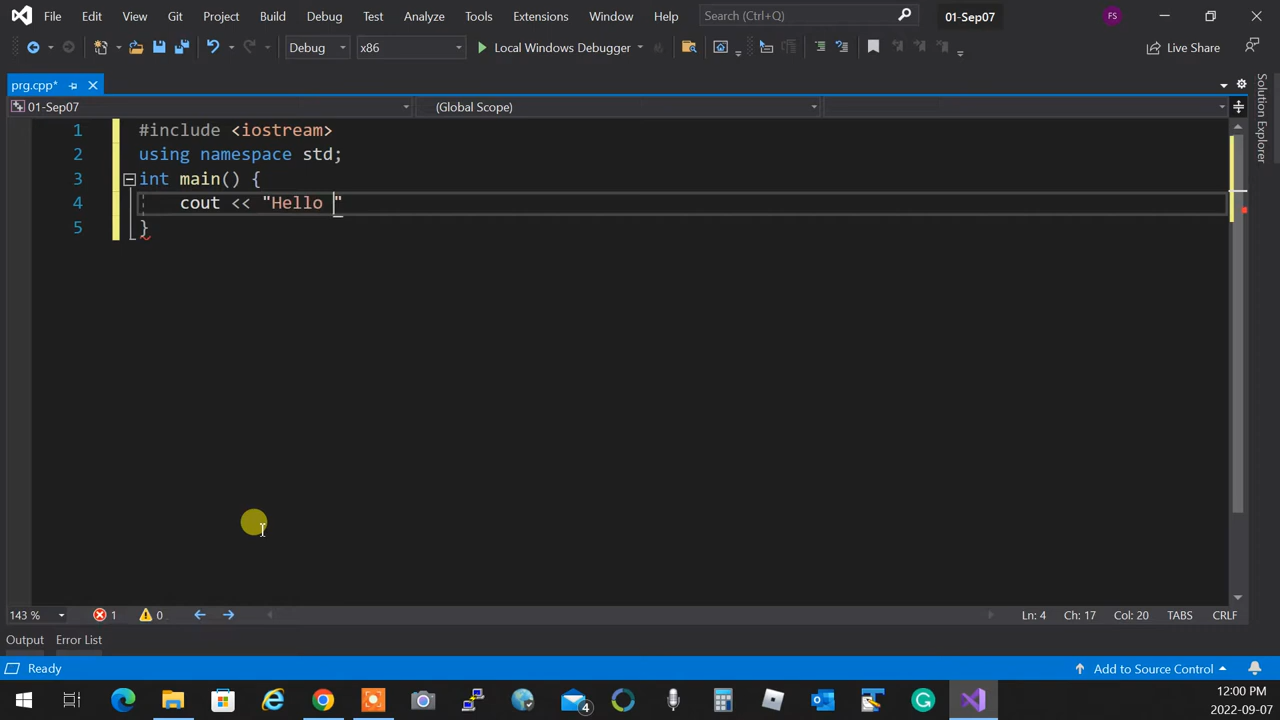 File Edit View Git Project Build Debug Test Analyze Tools Extensions Window Help Search (Ctrl+Q) 01-Sep07 FS
Debug x86 Local Windows Debugger Live Share
prg.cpp*
01-Sep07 (Global Scope)
1 #include <iostream>
2 using namespace std;
3 int main() {
4 cout << "Hello "
5 }
Solution Explorer
143 % 1 0 Ln: 4 Ch: 17 Col: 20 TABS CRLF
Output Error List
Ready Add to Source Control
4 12:00 PM
2022-09-07